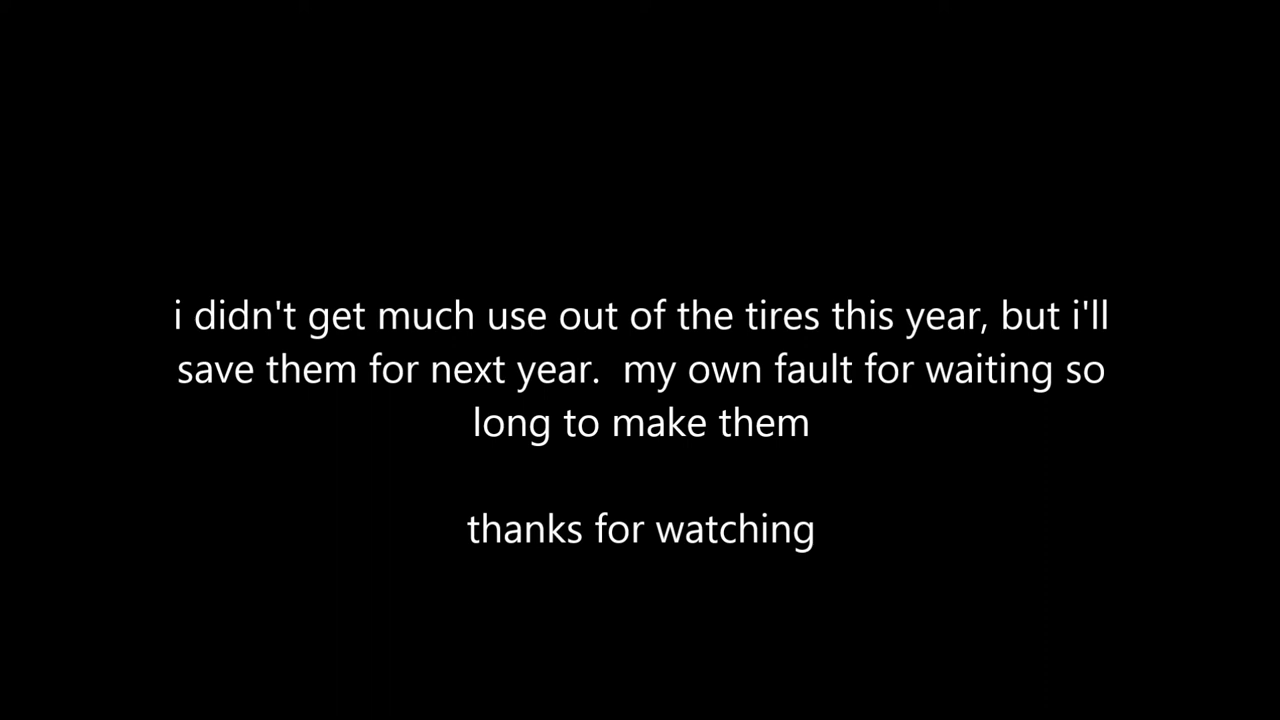 i didn't get much use out of the tires this year, but i'll
save them for next year.  my own fault for waiting so
long to make them
thanks for watching